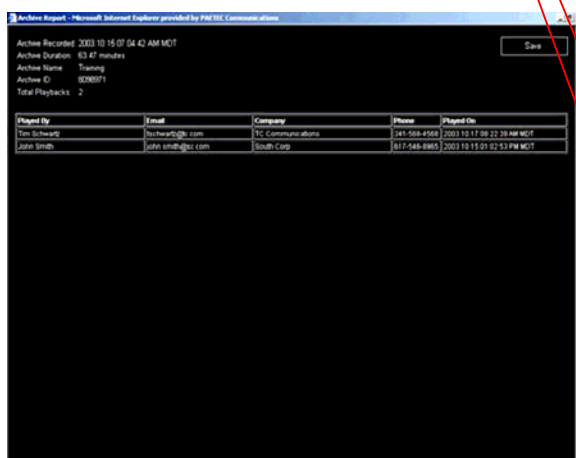 Archive Report - Microsoft Internet Explorer provided by PAETEC Communications
Archive Recorded 2003 10 15 07 04 42 AM MDT
Save
Archive Duration 63.47 minutes
Archive Name Training
Archive ID 8098971
Total Playbacks 2
Played By Email Company Phone Played On
Tim Schwartz tschwartz@tc.com TC Communications 341-568-4568 2003 10 17 08 22 39 AM MDT
John Smith john smith@sc.com South Corp 617-546-8965 2003 10 15 01 02 53 PM MDT